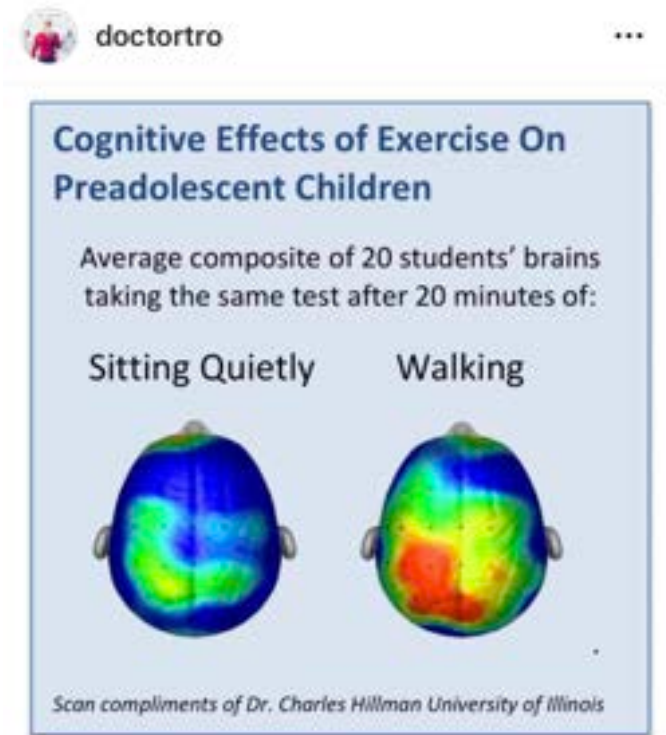 doctortro
Cognitive Effects of Exercise On
Preadolescent Children
Average composite of 20 students' brains
taking the same test after 20 minutes of:
Sitting Quietly
Walking
Scan compliments of Dr. Charles Hillman University of Illinois